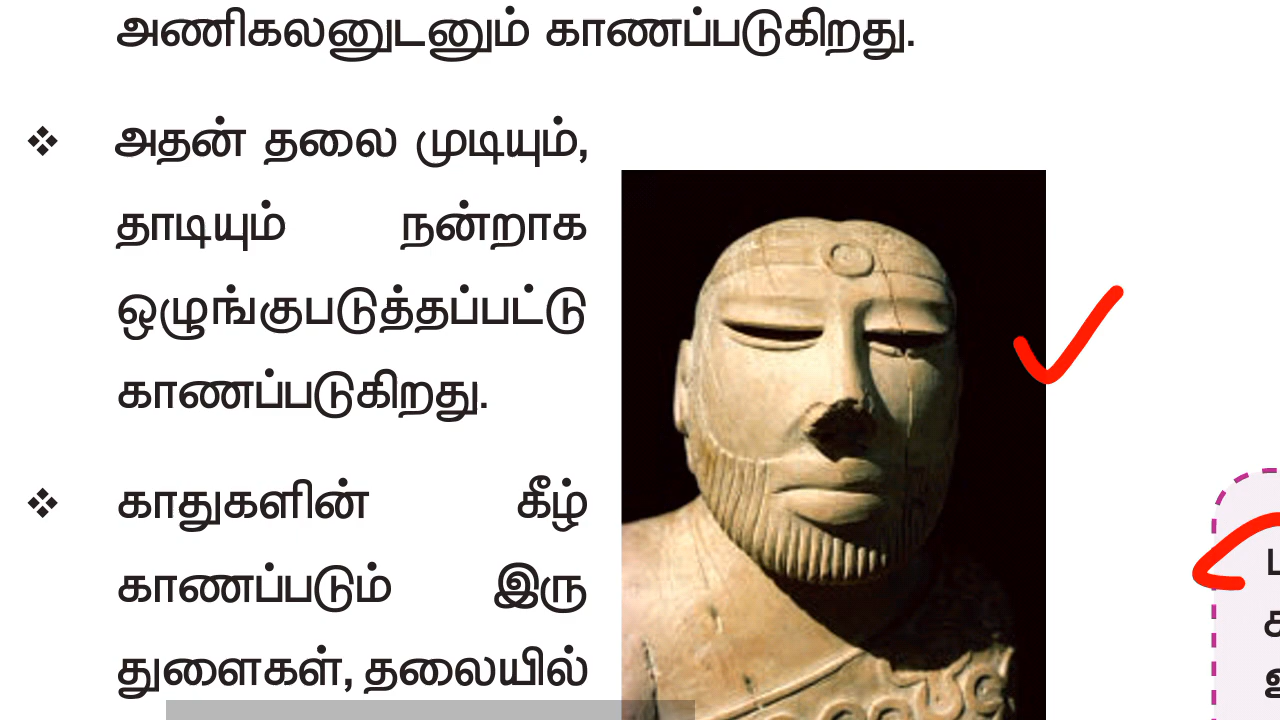 அணிகலனுடனும் காணப்படுகிறது.
❖ அதன் தலை முடியும்,
தாடியும் நன்றாக
ஒழுங்குபடுத்தப்பட்டு
காணப்படுகிறது.
❖ காதுகளின் கீழ்
காணப்படும் இரு
துளைகள், தலையில்